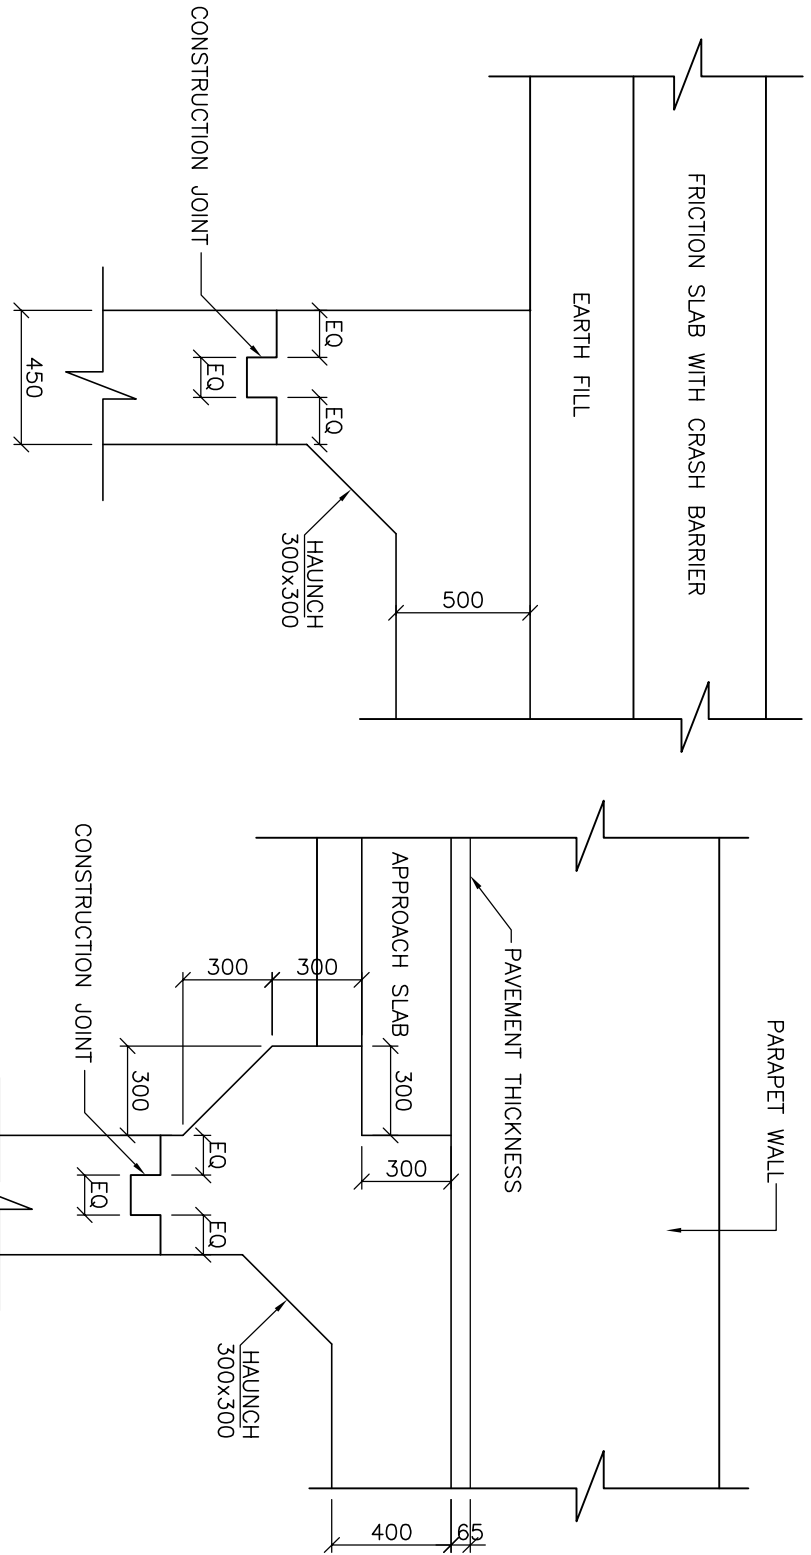 FRICTION SLAB WITH CRASH BARRIER
EARTH FILL
500
EQ
EQ
EQ
HAUNCH
300x300
CONSTRUCTION JOINT
450
PARAPET WALL
PAVEMENT THICKNESS
APPROACH SLAB
65
400
300
300
300
300
300
EQ
EQ
EQ
HAUNCH
300x300
CONSTRUCTION JOINT